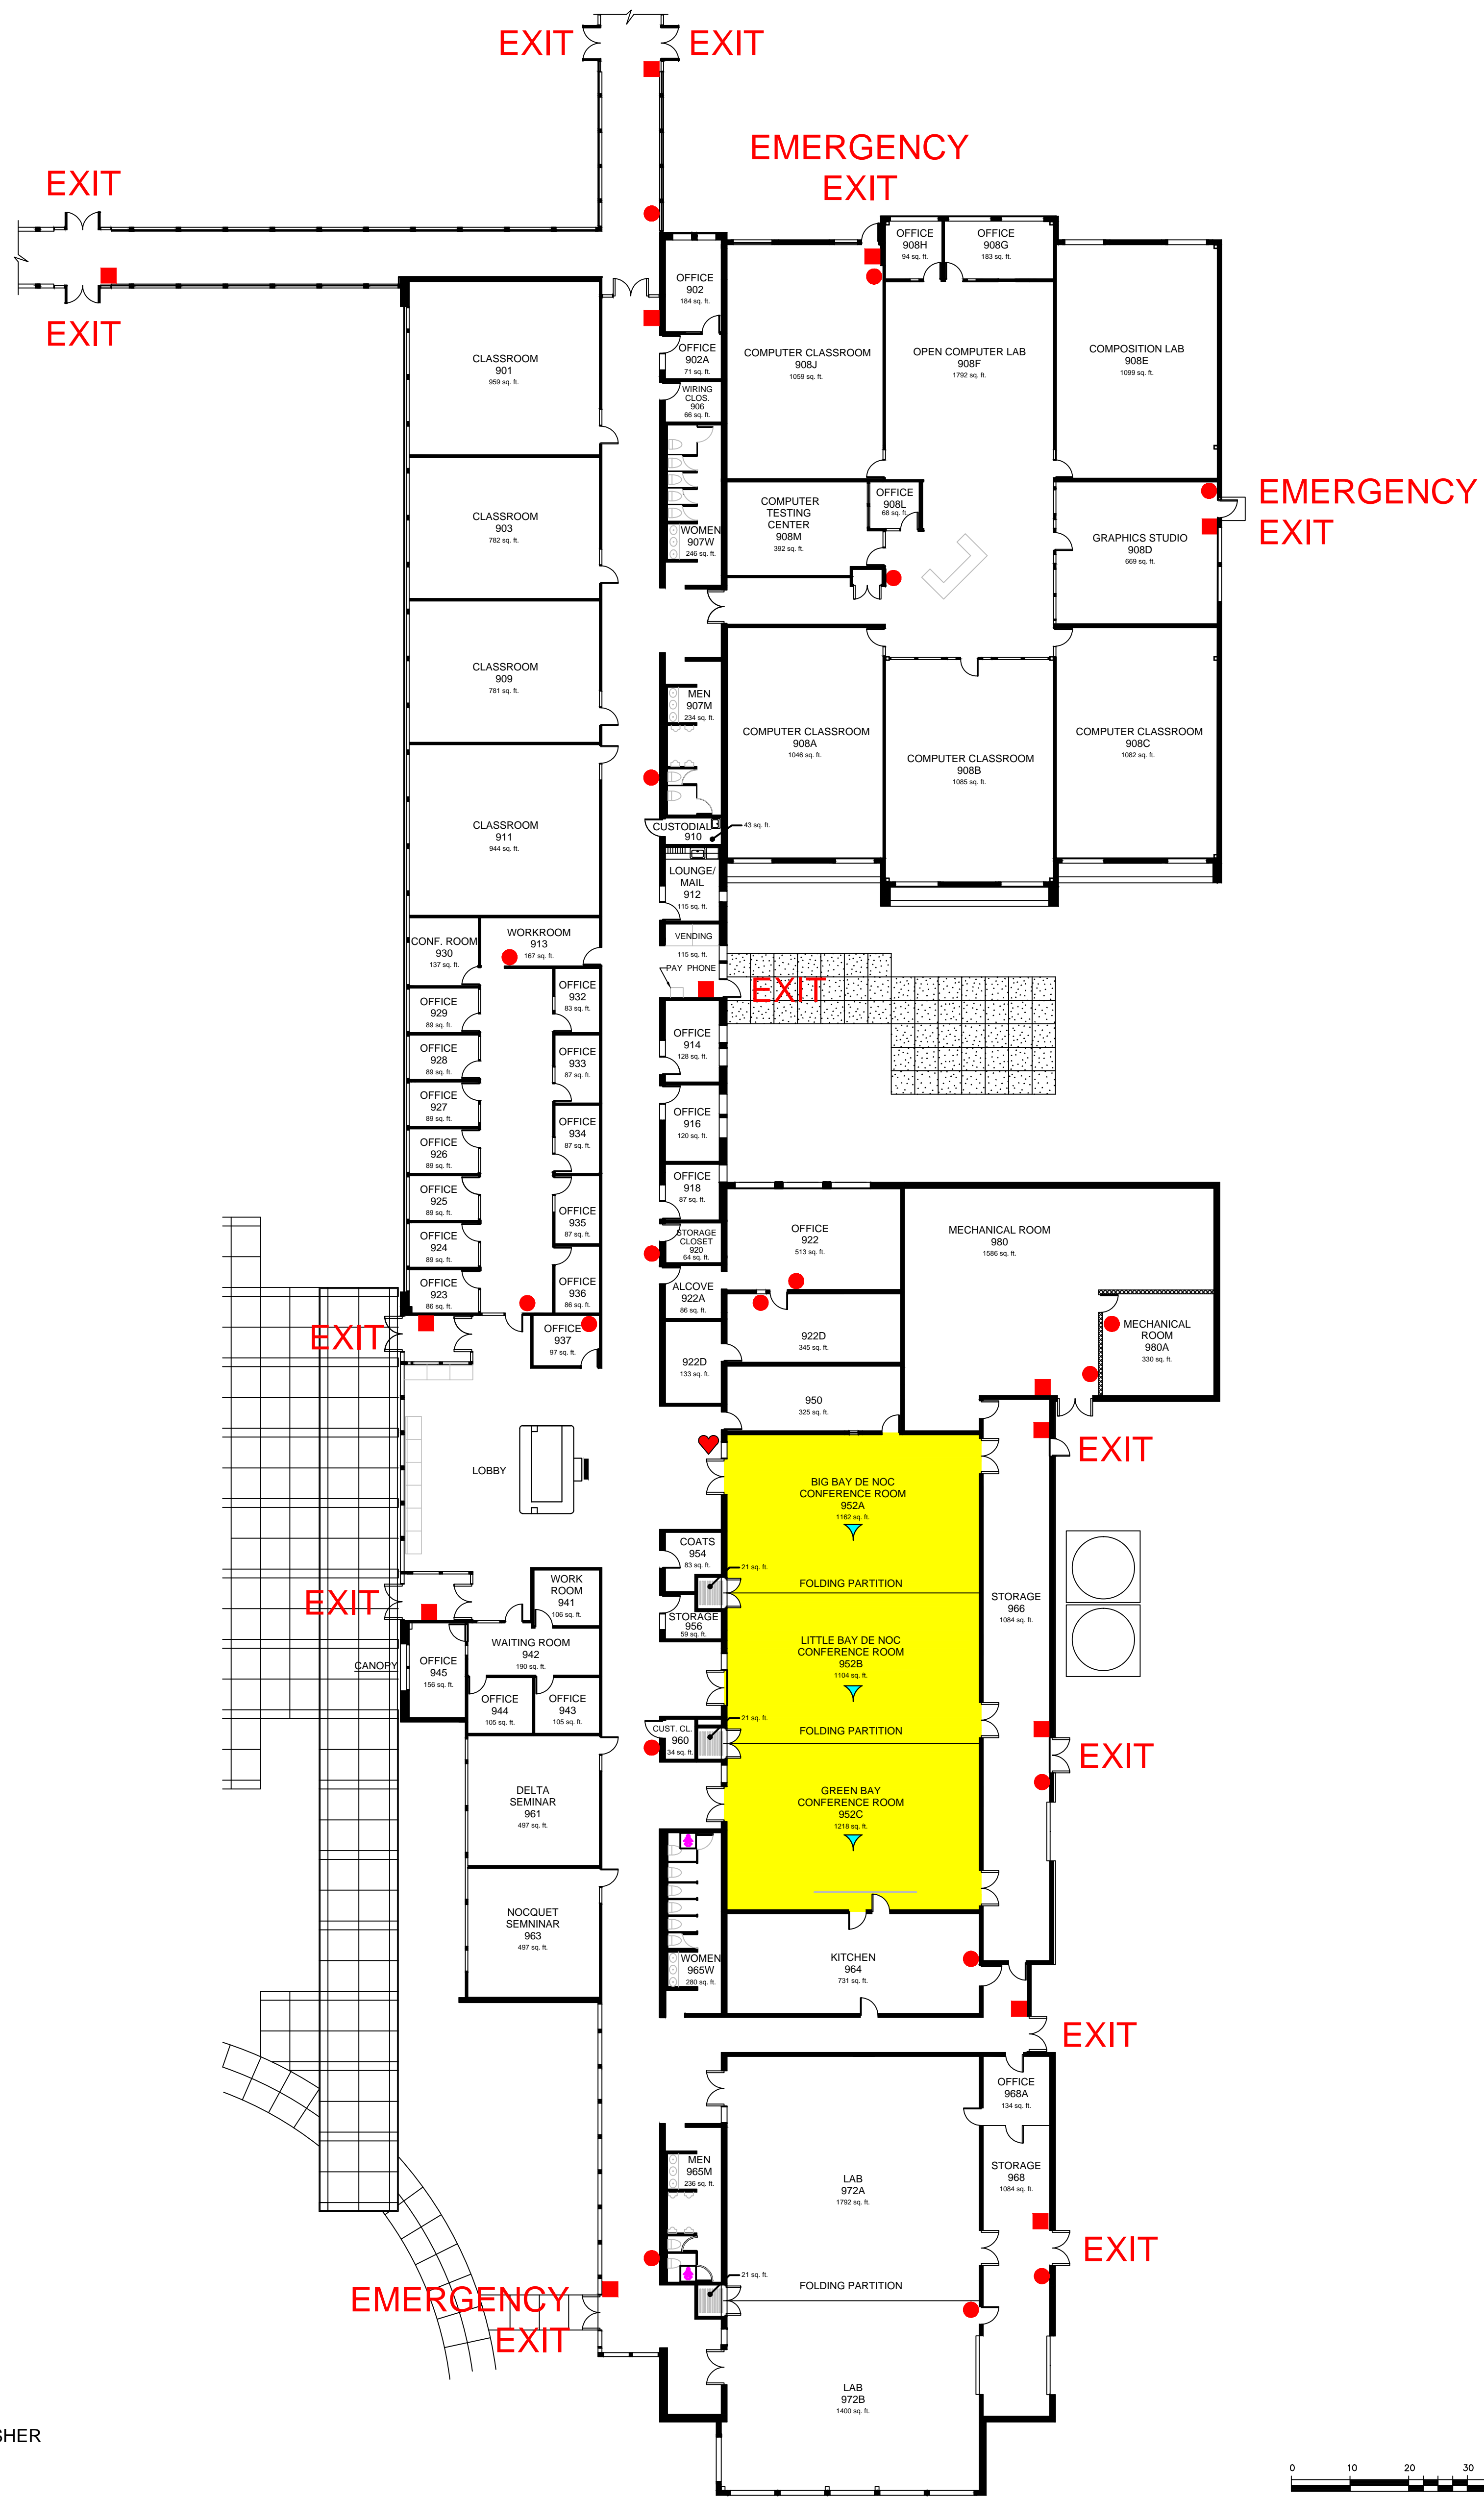 EXIT
EXIT
EMERGENCY
EXIT
EXIT
EXIT
OFFICE
908H
94 sq. ft.
OFFICE
908G
183 sq. ft.
OFFICE
902
184 sq. ft.
OFFICE
902A
71 sq. ft.
WIRING
CLOS.
906
66 sq. ft.
CLASSROOM
901
959 sq. ft.
COMPUTER CLASSROOM
908J
1059 sq. ft.
OPEN COMPUTER LAB
908F
1792 sq. ft.
COMPOSITION LAB
908E
1099 sq. ft.
CLASSROOM
903
782 sq. ft.
WOMEN
907W
246 sq. ft.
COMPUTER
TESTING
CENTER
908M
392 sq. ft.
OFFICE
908L
68 sq. ft.
GRAPHICS STUDIO
908D
669 sq. ft.
EMERGENCY
EXIT
CLASSROOM
909
781 sq. ft.
MEN
907M
234 sq. ft.
COMPUTER CLASSROOM
908A
1046 sq. ft.
COMPUTER CLASSROOM
908B
1085 sq. ft.
COMPUTER CLASSROOM
908C
1082 sq. ft.
CLASSROOM
911
944 sq. ft.
CUSTODIAL
910
43 sq. ft.
LOUNGE/
MAIL
912
115 sq. ft.
VENDING
115 sq. ft.
PAY PHONE
EXIT
CONF. ROOM
930
137 sq. ft.
WORKROOM
913
167 sq. ft.
OFFICE
932
83 sq. ft.
OFFICE
929
89 sq. ft.
OFFICE
928
89 sq. ft.
OFFICE
933
87 sq. ft.
OFFICE
914
128 sq. ft.
OFFICE
927
89 sq. ft.
OFFICE
934
87 sq. ft.
OFFICE
916
120 sq. ft.
OFFICE
926
89 sq. ft.
OFFICE
925
89 sq. ft.
OFFICE
935
87 sq. ft.
OFFICE
918
87 sq. ft.
OFFICE
924
89 sq. ft.
STORAGE
CLOSET
920
64 sq. ft.
OFFICE
922
513 sq. ft.
MECHANICAL ROOM
980
1586 sq. ft.
OFFICE
923
86 sq. ft.
OFFICE
936
86 sq. ft.
ALCOVE
922A
86 sq. ft.
EXIT
OFFICE
937
97 sq. ft.
922D
133 sq. ft.
922D
345 sq. ft.
MECHANICAL
ROOM
980A
330 sq. ft.
950
325 sq. ft.
EXIT
LOBBY
BIG BAY DE NOC
CONFERENCE ROOM
952A
1162 sq. ft.
COATS
954
83 sq. ft.
21 sq. ft.
FOLDING PARTITION
EXIT
WORK
ROOM
941
106 sq. ft.
STORAGE
956
59 sq. ft.
STORAGE
966
1084 sq. ft.
CANOPY
OFFICE
945
156 sq. ft.
WAITING ROOM
942
190 sq. ft.
LITTLE BAY DE NOC
CONFERENCE ROOM
952B
1104 sq. ft.
OFFICE
944
105 sq. ft.
OFFICE
943
105 sq. ft.
CUST. CL.
960
34 sq. ft.
21 sq. ft.
FOLDING PARTITION
EXIT
DELTA
SEMINAR
961
497 sq. ft.
GREEN BAY
CONFERENCE ROOM
952C
1218 sq. ft.
NOCQUET
SEMNINAR
963
497 sq. ft.
WOMEN
965W
280 sq. ft.
KITCHEN
964
731 sq. ft.
EXIT
OFFICE
968A
134 sq. ft.
MEN
965M
236 sq. ft.
LAB
972A
1792 sq. ft.
STORAGE
968
1084 sq. ft.
EXIT
21 sq. ft.
FOLDING PARTITION
EMERGENCY
EXIT
LAB
972B
1400 sq. ft.
SHER
0 10 20 30